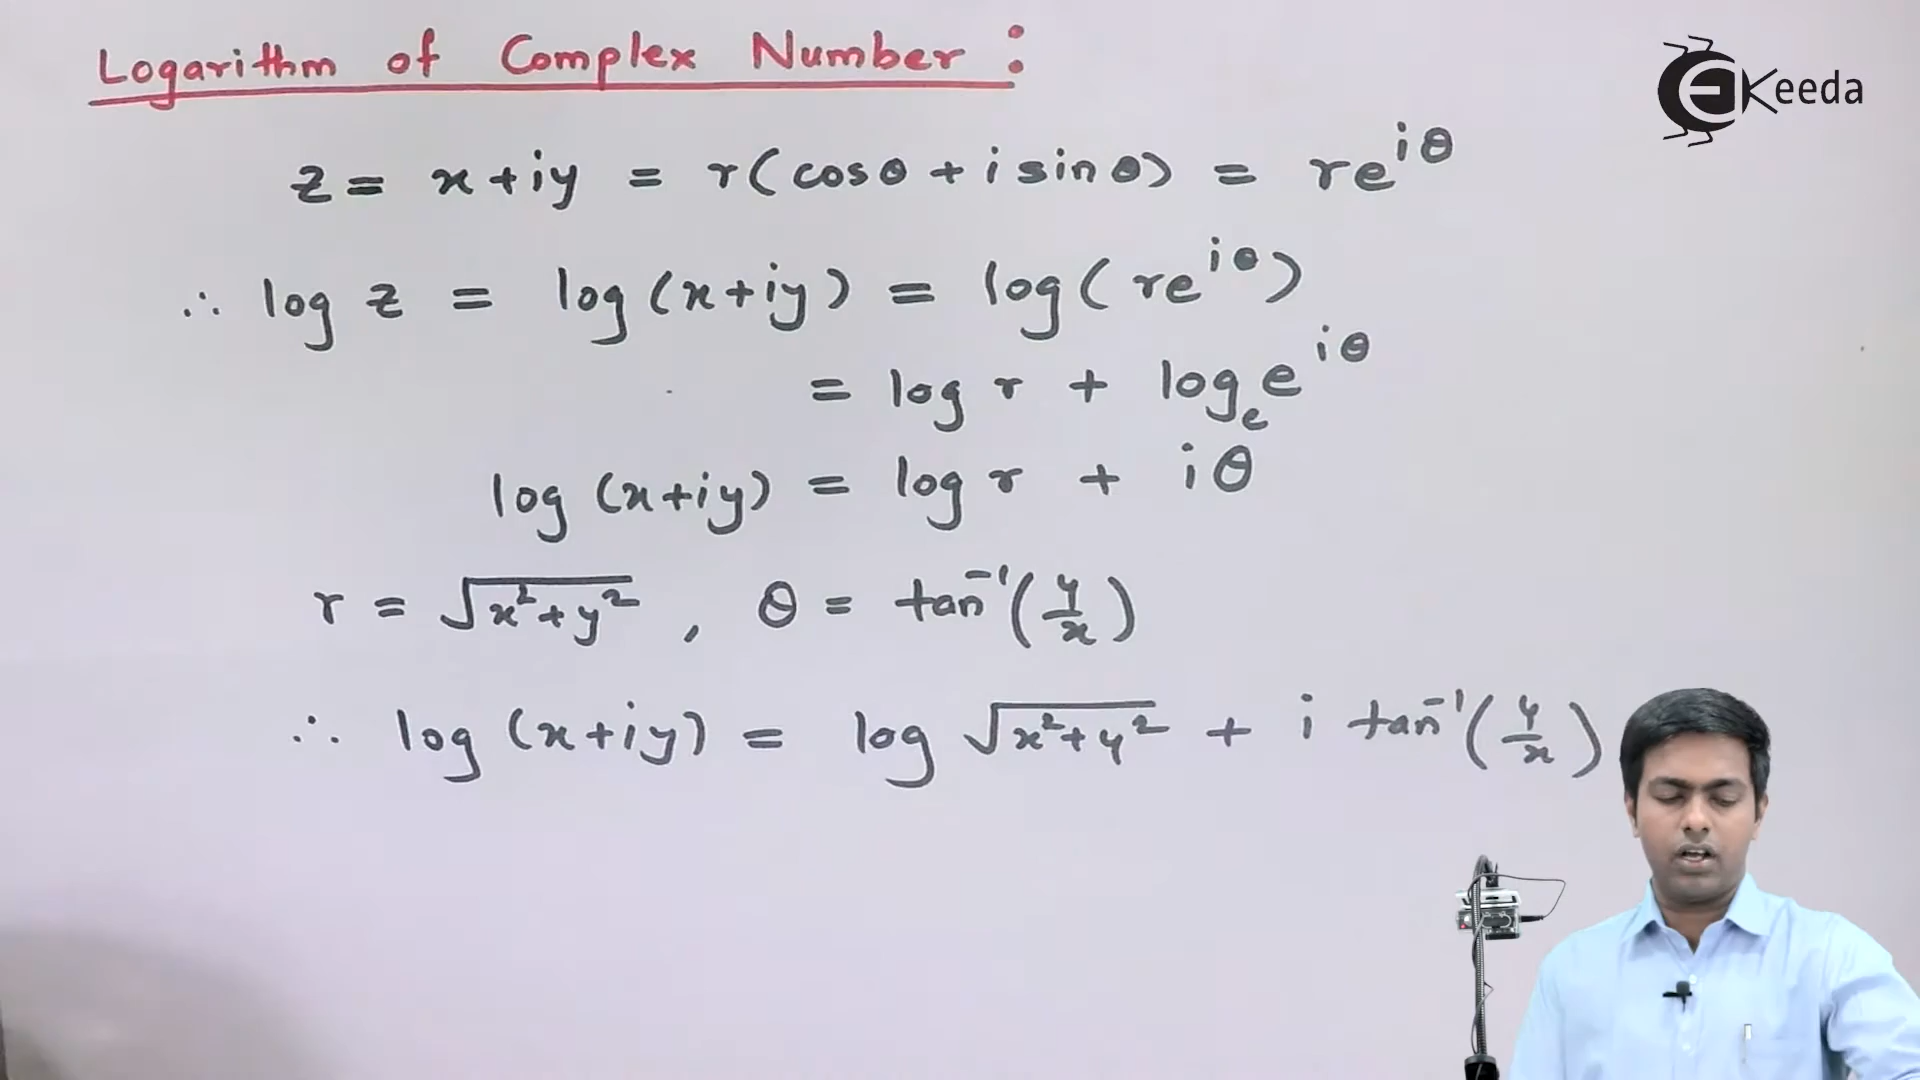 Logarithm of Complex Number :
EKeeda
z = x+iy = r(cosθ + i sinθ) = re^{iθ}
∴ log z = log(x+iy) = log(re^{iθ})
= log r + log_e e^{iθ}
log (x+iy) = log r + iθ
r = √(x²+y²) , θ = tan⁻¹(y/x)
∴ log (x+iy) = log √(x²+y²) + i tan⁻¹(y/x)